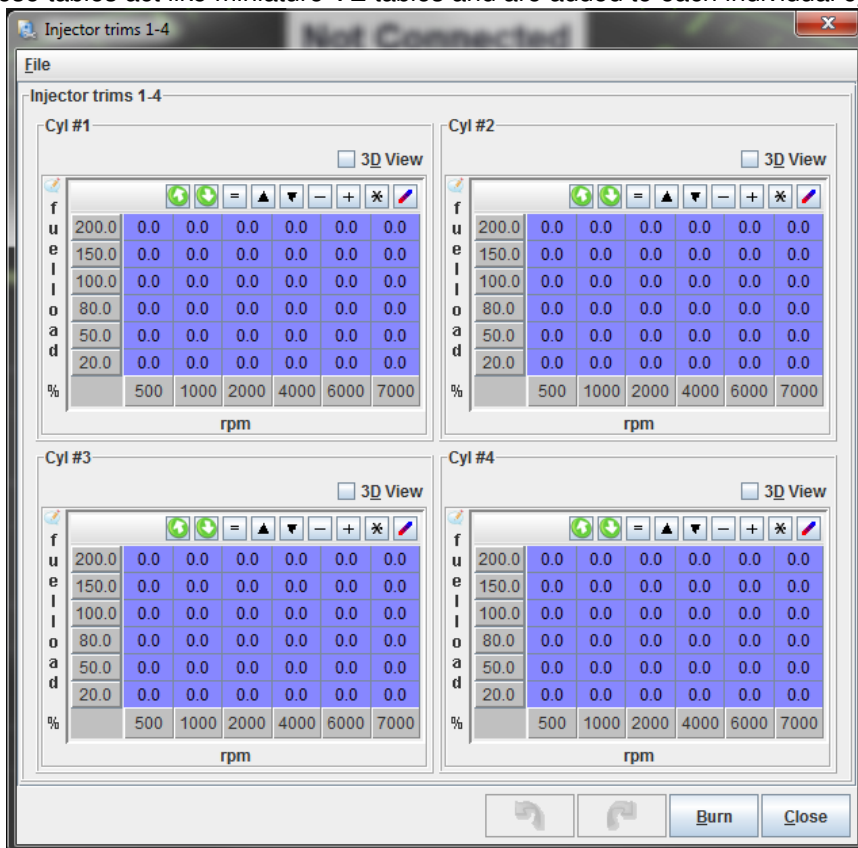 these tables act like miniature VE tables and are added to each individual
Not Connected
Injector trims 1-4
File
Injector trims 1-4
Cyl #1
3D View
= - + *
fuelload
200.0 0.0 0.0 0.0 0.0 0.0 0.0
150.0 0.0 0.0 0.0 0.0 0.0 0.0
100.0 0.0 0.0 0.0 0.0 0.0 0.0
80.0 0.0 0.0 0.0 0.0 0.0 0.0
50.0 0.0 0.0 0.0 0.0 0.0 0.0
20.0 0.0 0.0 0.0 0.0 0.0 0.0
% 500 1000 2000 4000 6000 7000
rpm
Cyl #2
3D View
= - + *
fuelload
200.0 0.0 0.0 0.0 0.0 0.0 0.0
150.0 0.0 0.0 0.0 0.0 0.0 0.0
100.0 0.0 0.0 0.0 0.0 0.0 0.0
80.0 0.0 0.0 0.0 0.0 0.0 0.0
50.0 0.0 0.0 0.0 0.0 0.0 0.0
20.0 0.0 0.0 0.0 0.0 0.0 0.0
% 500 1000 2000 4000 6000 7000
rpm
Cyl #3
3D View
= - + *
fuelload
200.0 0.0 0.0 0.0 0.0 0.0 0.0
150.0 0.0 0.0 0.0 0.0 0.0 0.0
100.0 0.0 0.0 0.0 0.0 0.0 0.0
80.0 0.0 0.0 0.0 0.0 0.0 0.0
50.0 0.0 0.0 0.0 0.0 0.0 0.0
20.0 0.0 0.0 0.0 0.0 0.0 0.0
% 500 1000 2000 4000 6000 7000
rpm
Cyl #4
3D View
= - + *
fuelload
200.0 0.0 0.0 0.0 0.0 0.0 0.0
150.0 0.0 0.0 0.0 0.0 0.0 0.0
100.0 0.0 0.0 0.0 0.0 0.0 0.0
80.0 0.0 0.0 0.0 0.0 0.0 0.0
50.0 0.0 0.0 0.0 0.0 0.0 0.0
20.0 0.0 0.0 0.0 0.0 0.0 0.0
% 500 1000 2000 4000 6000 7000
rpm
Burn
Close